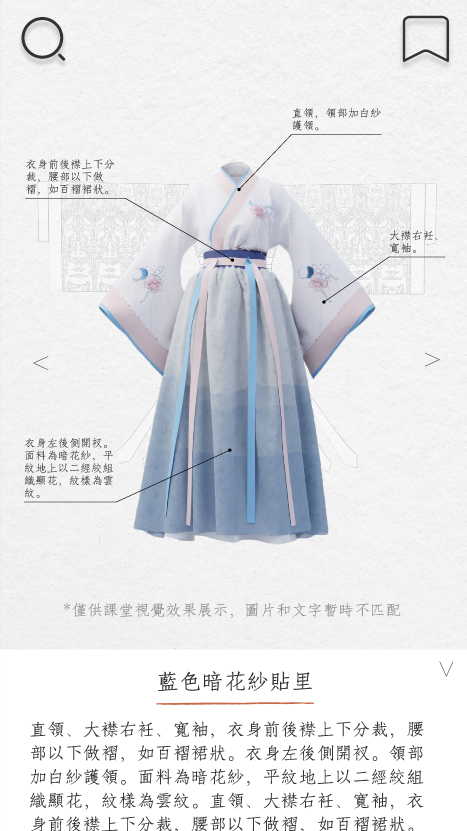 直領，領部加白紗
護領。
衣身前後襟上下分
裁，腰部以下做
褶，如百褶裙狀。
大襟右衽、
寬袖。
衣身左後側開衩。
面料為暗花紗，平
紋地上以二經絞組
織顯花，紋樣為雲
紋。
*僅供課堂視覺效果展示，圖片和文字暫時不匹配
藍色暗花紗貼里
直領、大襟右衽、寬袖，衣身前後襟上下分裁，腰
部以下做褶，如百褶裙狀。衣身左後側開衩。領部
加白紗護領。面料為暗花紗，平紋地上以二經絞組
織顯花，紋樣為雲紋。直領、大襟右衽、寬袖，衣
身前後襟上下分裁，腰部以下做褶，如百褶裙狀。